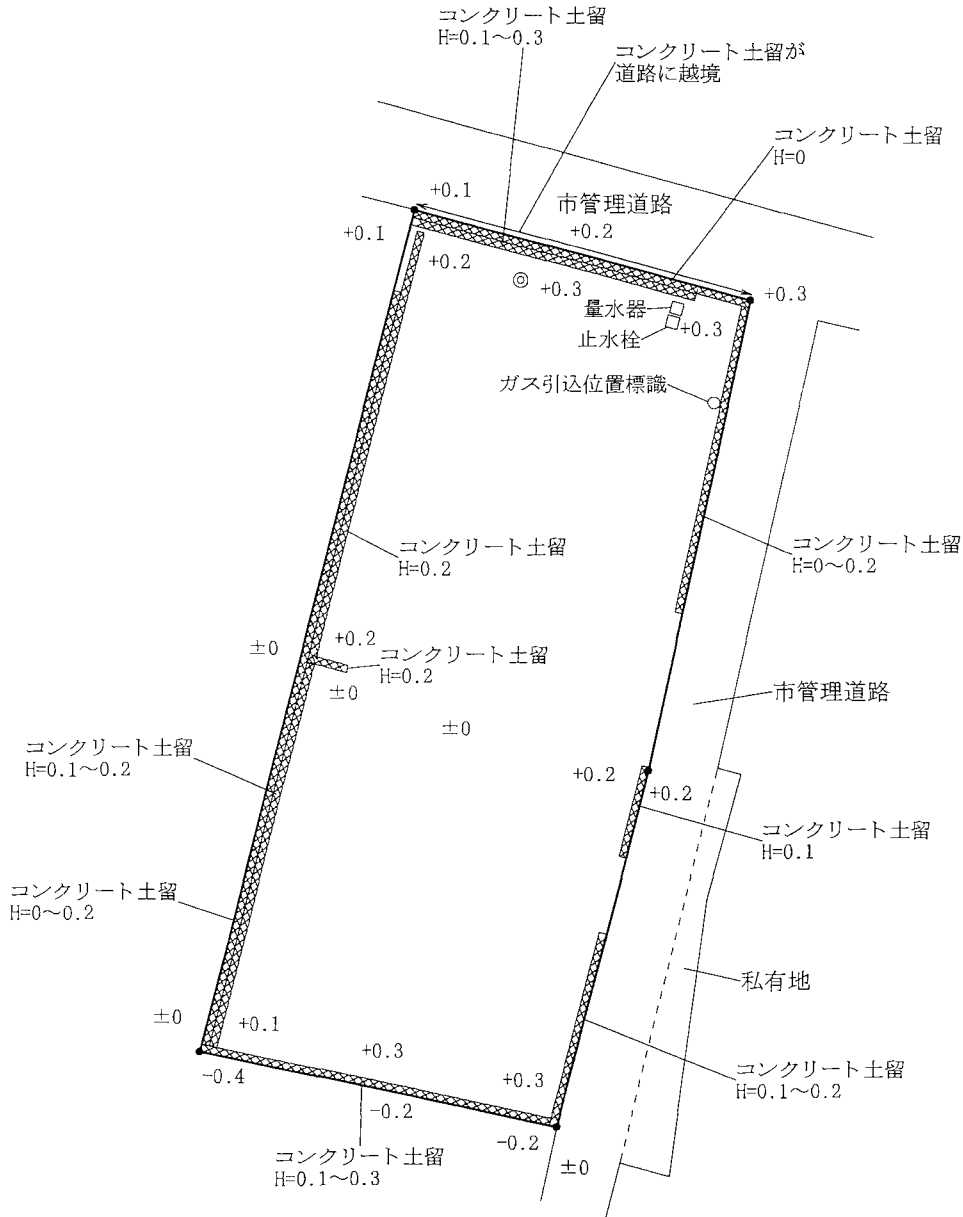 コンクリート土留
H=0.1～0.3
コンクリート土留が
道路に越境
コンクリート土留
H=0
+0.1
市管理道路
+0.1
+0.2
+0.2
+0.3
+0.3
量水器
+0.3
止水栓
ガス引込位置標識
コンクリート土留
H=0.2
コンクリート土留
H=0～0.2
±0
+0.2
コンクリート土留
H=0.2
±0
市管理道路
±0
コンクリート土留
H=0.1～0.2
+0.2
+0.2
コンクリート土留
H=0.1
コンクリート土留
H=0～0.2
私有地
±0
+0.1
+0.3
+0.3
コンクリート土留
H=0.1～0.2
-0.4
-0.2
-0.2
コンクリート土留
H=0.1～0.3
±0